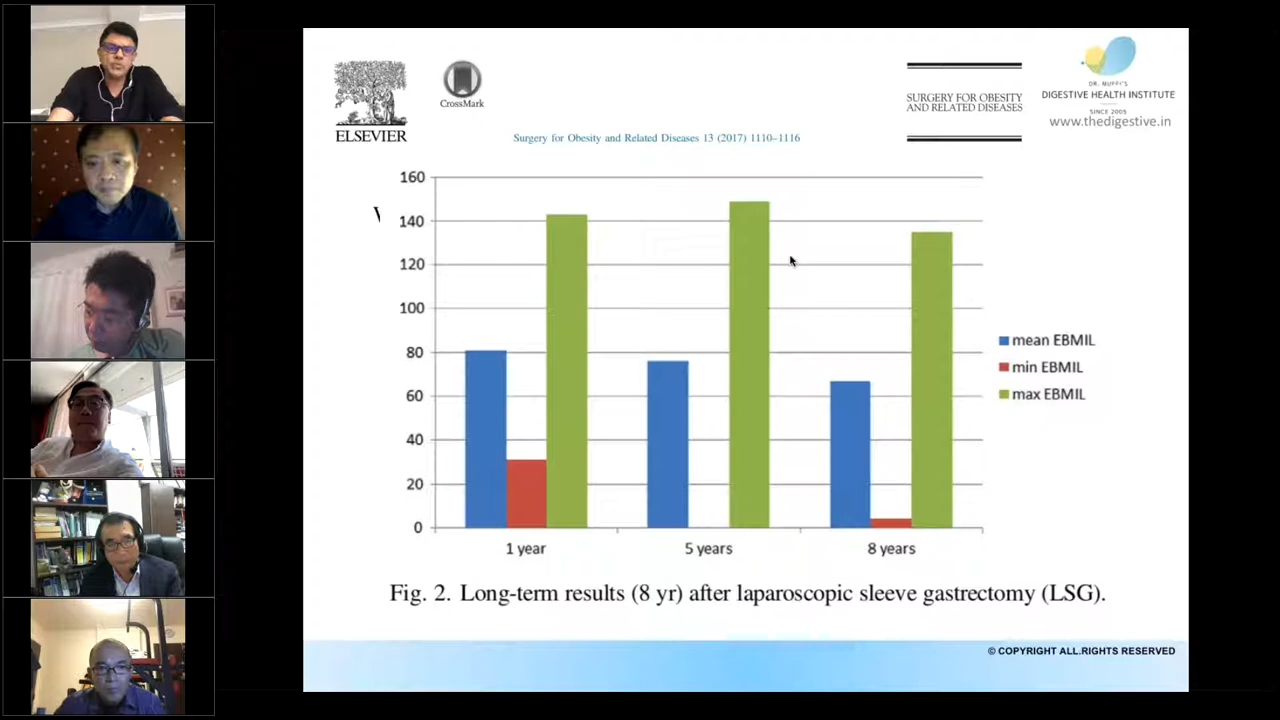 ELSEVIER
CrossMark
Surgery for Obesity and Related Diseases 13 (2017) 1110–1116
SURGERY FOR OBESITY
AND RELATED DISEASES
DR. MUFFI'S
DIGESTIVE HEALTH INSTITUTE
SINCE 2005
www.thedigestive.in
160
140
120
100
80
60
40
20
0
1 year
5 years
8 years
mean EBMIL
min EBMIL
max EBMIL
Fig. 2. Long-term results (8 yr) after laparoscopic sleeve gastrectomy (LSG).
© COPYRIGHT ALL.RIGHTS RESERVED